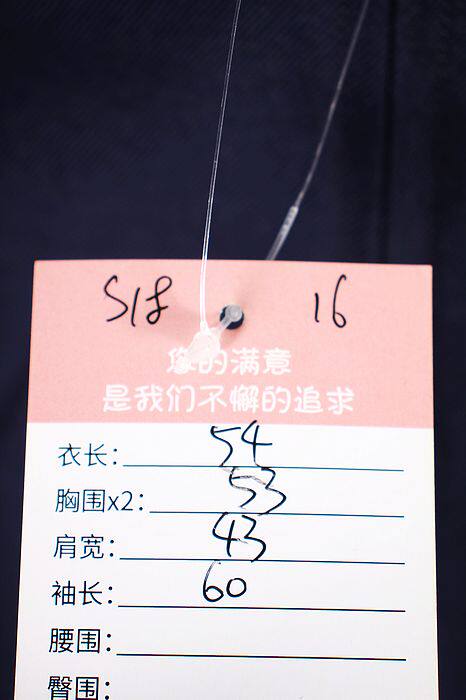 S18 16
您的满意
是我们不懈的追求
衣长: 54
胸围x2: 53
肩宽: 43
袖长: 60
腰围:
臀围: